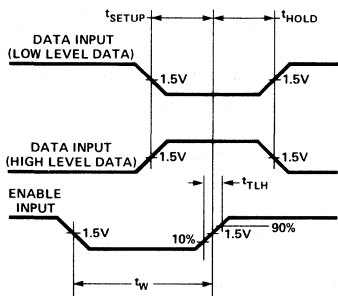 tSETUP
tHOLD
DATA INPUT
(LOW LEVEL DATA)
1.5V
1.5V
DATA INPUT
(HIGH LEVEL DATA)
1.5V
1.5V
tTLH
ENABLE
INPUT
1.5V
10%
1.5V
90%
tW